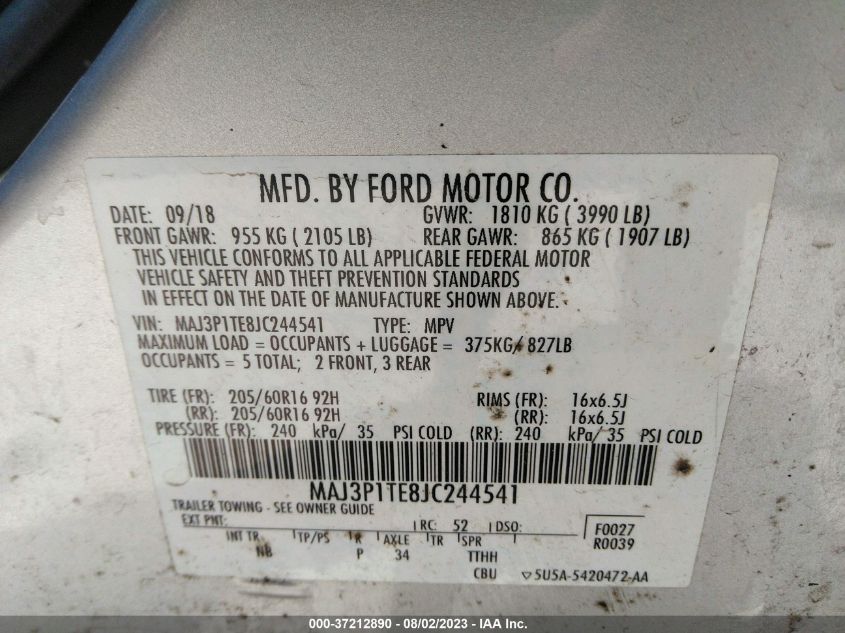 MFD. BY FORD MOTOR CO.
DATE: 09/18 GVWR: 1810 KG ( 3990 LB)
FRONT GAWR: 955 KG ( 2105 LB) REAR GAWR: 865 KG ( 1907 LB)
THIS VEHICLE CONFORMS TO ALL APPLICABLE FEDERAL MOTOR
VEHICLE SAFETY AND THEFT PREVENTION STANDARDS
IN EFFECT ON THE DATE OF MANUFACTURE SHOWN ABOVE.
VIN: MAJ3P1TE8JC244541 TYPE: MPV
MAXIMUM LOAD = OCCUPANTS + LUGGAGE = 375KG/ 827LB
OCCUPANTS = 5 TOTAL; 2 FRONT, 3 REAR
TIRE (FR): 205/60R16 92H RIMS (FR): 16x6.5J
(RR): 205/60R16 92H (RR): 16x6.5J
PRESSURE (FR): 240 kPa/ 35 PSI COLD (RR): 240 kPa/ 35 PSI COLD
MAJ3P1TE8JC244541
TRAILER TOWING - SEE OWNER GUIDE
EXT PNT: RC: 52 DSO: F0027
INT TR TP/PS R AXLE TR SPR R0039
NB P 34 TTHH
CBU ▽5U5A-5420472-AA
000-37212890 - 08/02/2023 - IAA Inc.